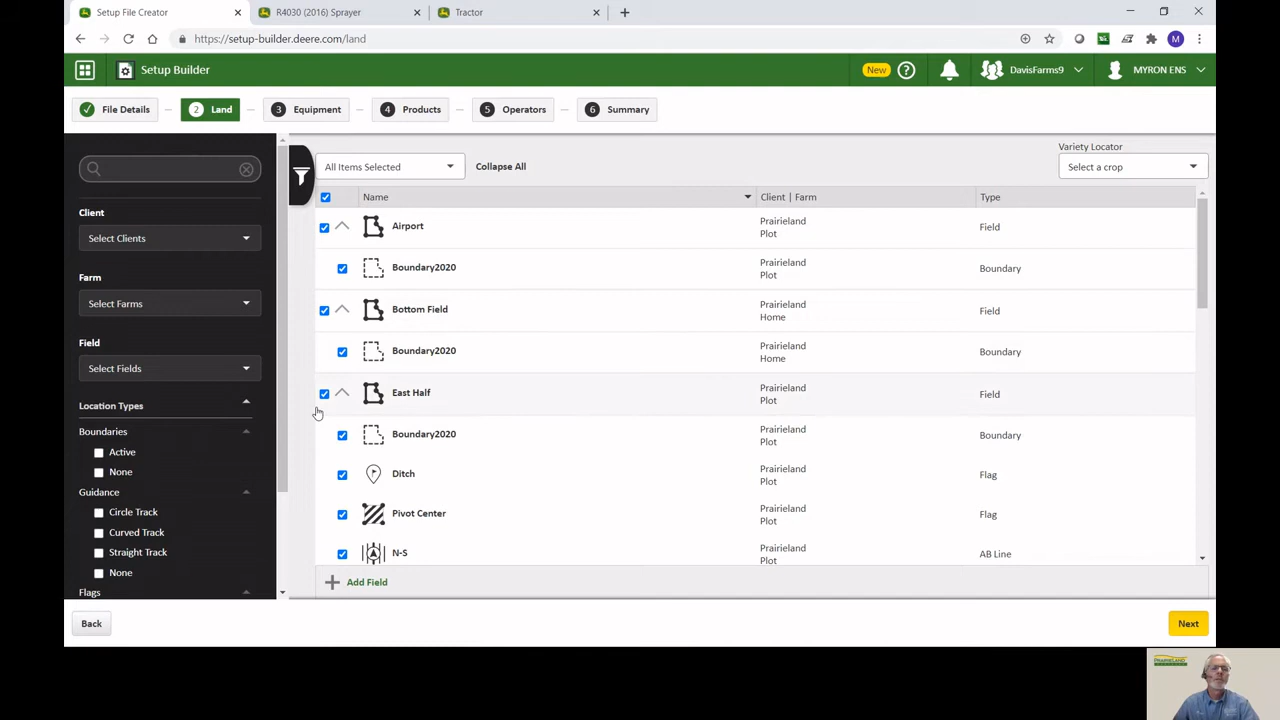 Setup File Creator
R4030 (2016) Sprayer
Tractor
https://setup-builder.deere.com/land
M
Setup Builder
New
DavisFarms9
MYRON ENS
File Details
2 Land
3 Equipment
4 Products
5 Operators
6 Summary
Client
Select Clients
Farm
Select Farms
Field
Select Fields
Location Types
Boundaries
Active
None
Guidance
Circle Track
Curved Track
Straight Track
None
Flags
All Items Selected
Collapse All
Variety Locator
Select a crop
Name
Client | Farm
Type
Airport
Prairieland
Plot
Field
Boundary2020
Prairieland
Plot
Boundary
Bottom Field
Prairieland
Home
Field
Boundary2020
Prairieland
Home
Boundary
East Half
Prairieland
Plot
Field
Boundary2020
Prairieland
Plot
Boundary
Ditch
Prairieland
Plot
Flag
Pivot Center
Prairieland
Plot
Flag
N-S
Prairieland
Plot
AB Line
Add Field
Back
Next
PRAIRIELAND